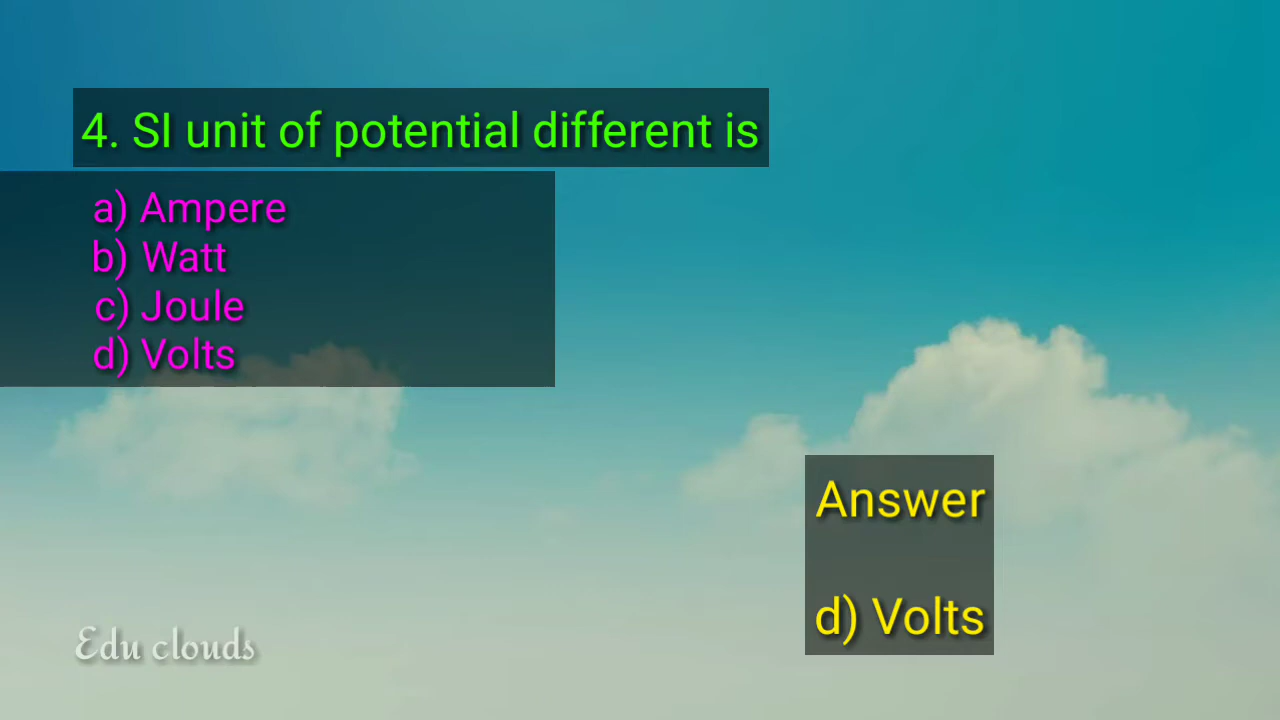 4. SI unit of potential different is
a) Ampere
b) Watt
c) Joule
d) Volts
Answer
d) Volts
Edu clouds